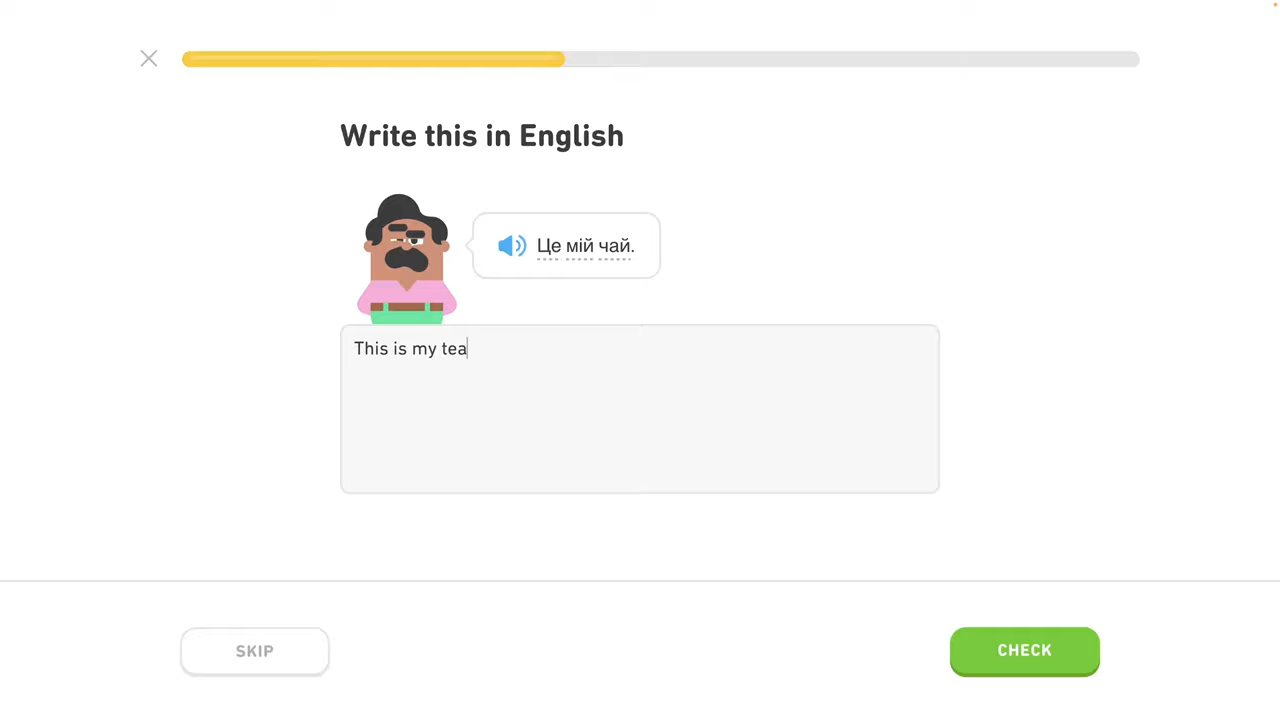 Write this in English
Це мій чай.
This is my tea
SKIP
CHECK